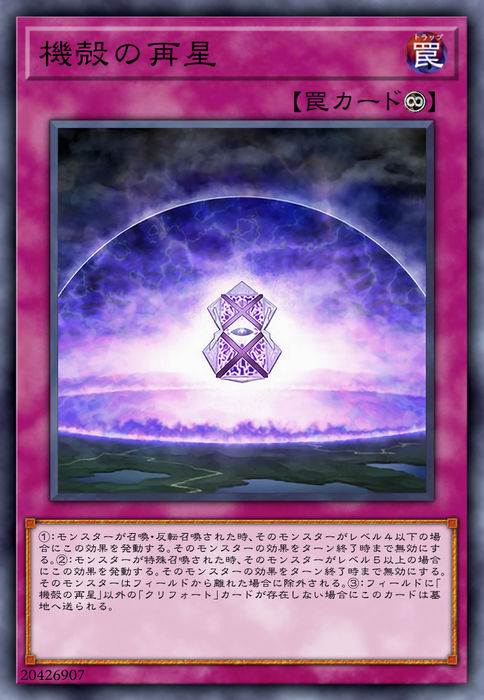 機殻の再星
トラップ
罠
【罠カード∞】
①:モンスターが召喚・反転召喚された時、そのモンスターがレベル4以下の場
合にこの効果を発動する。そのモンスターの効果をターン終了時まで無効にす
る。②:モンスターが特殊召喚された時、そのモンスターがレベル5以上の場合に
この効果を発動する。そのモンスターの効果をターン終了時まで無効にする。
そのモンスターはフィールドから離れた場合に除外される。③:フィールドに「
機殻の再星」以外の「クリフォート」カードが存在しない場合にこのカードは墓
地へ送られる。
20426907